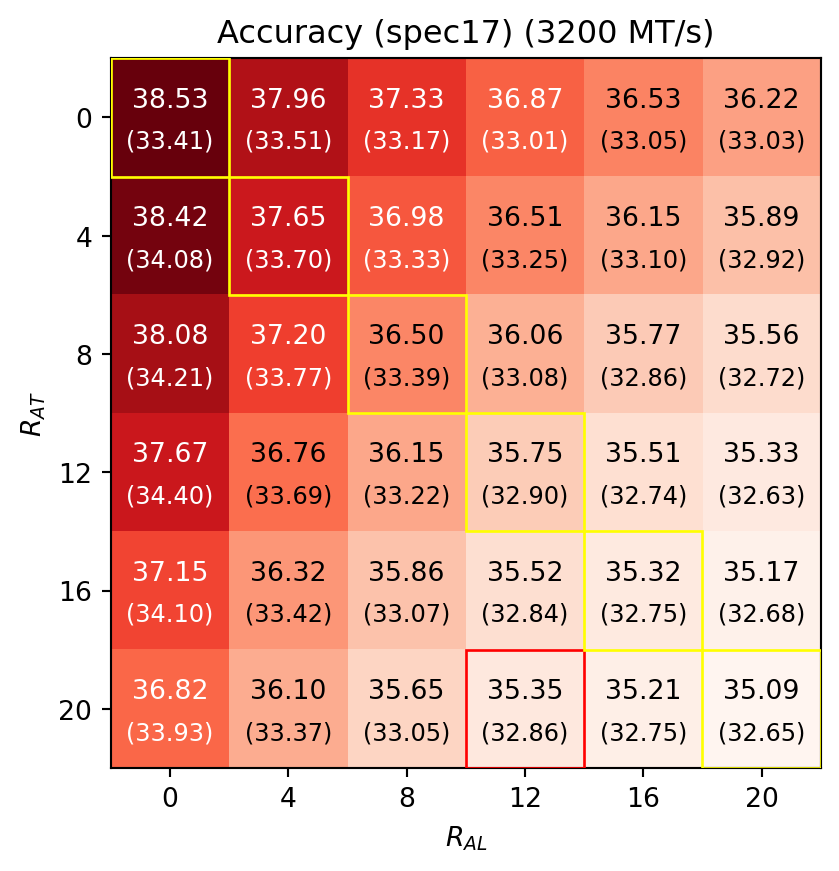 Accuracy (spec17) (3200 MT/s)
0 38.53 37.96 37.33 36.87 36.53 36.22
(33.41) (33.51) (33.17) (33.01) (33.05) (33.03)
4 38.42 37.65 36.98 36.51 36.15 35.89
(34.08) (33.70) (33.33) (33.25) (33.10) (32.92)
8 38.08 37.20 36.50 36.06 35.77 35.56
(34.21) (33.77) (33.39) (33.08) (32.86) (32.72)
R_{AT}
12 37.67 36.76 36.15 35.75 35.51 35.33
(34.40) (33.69) (33.22) (32.90) (32.74) (32.63)
16 37.15 36.32 35.86 35.52 35.32 35.17
(34.10) (33.42) (33.07) (32.84) (32.75) (32.68)
20 36.82 36.10 35.65 35.35 35.21 35.09
(33.93) (33.37) (33.05) (32.86) (32.75) (32.65)
0 4 8 12 16 20
R_{AL}